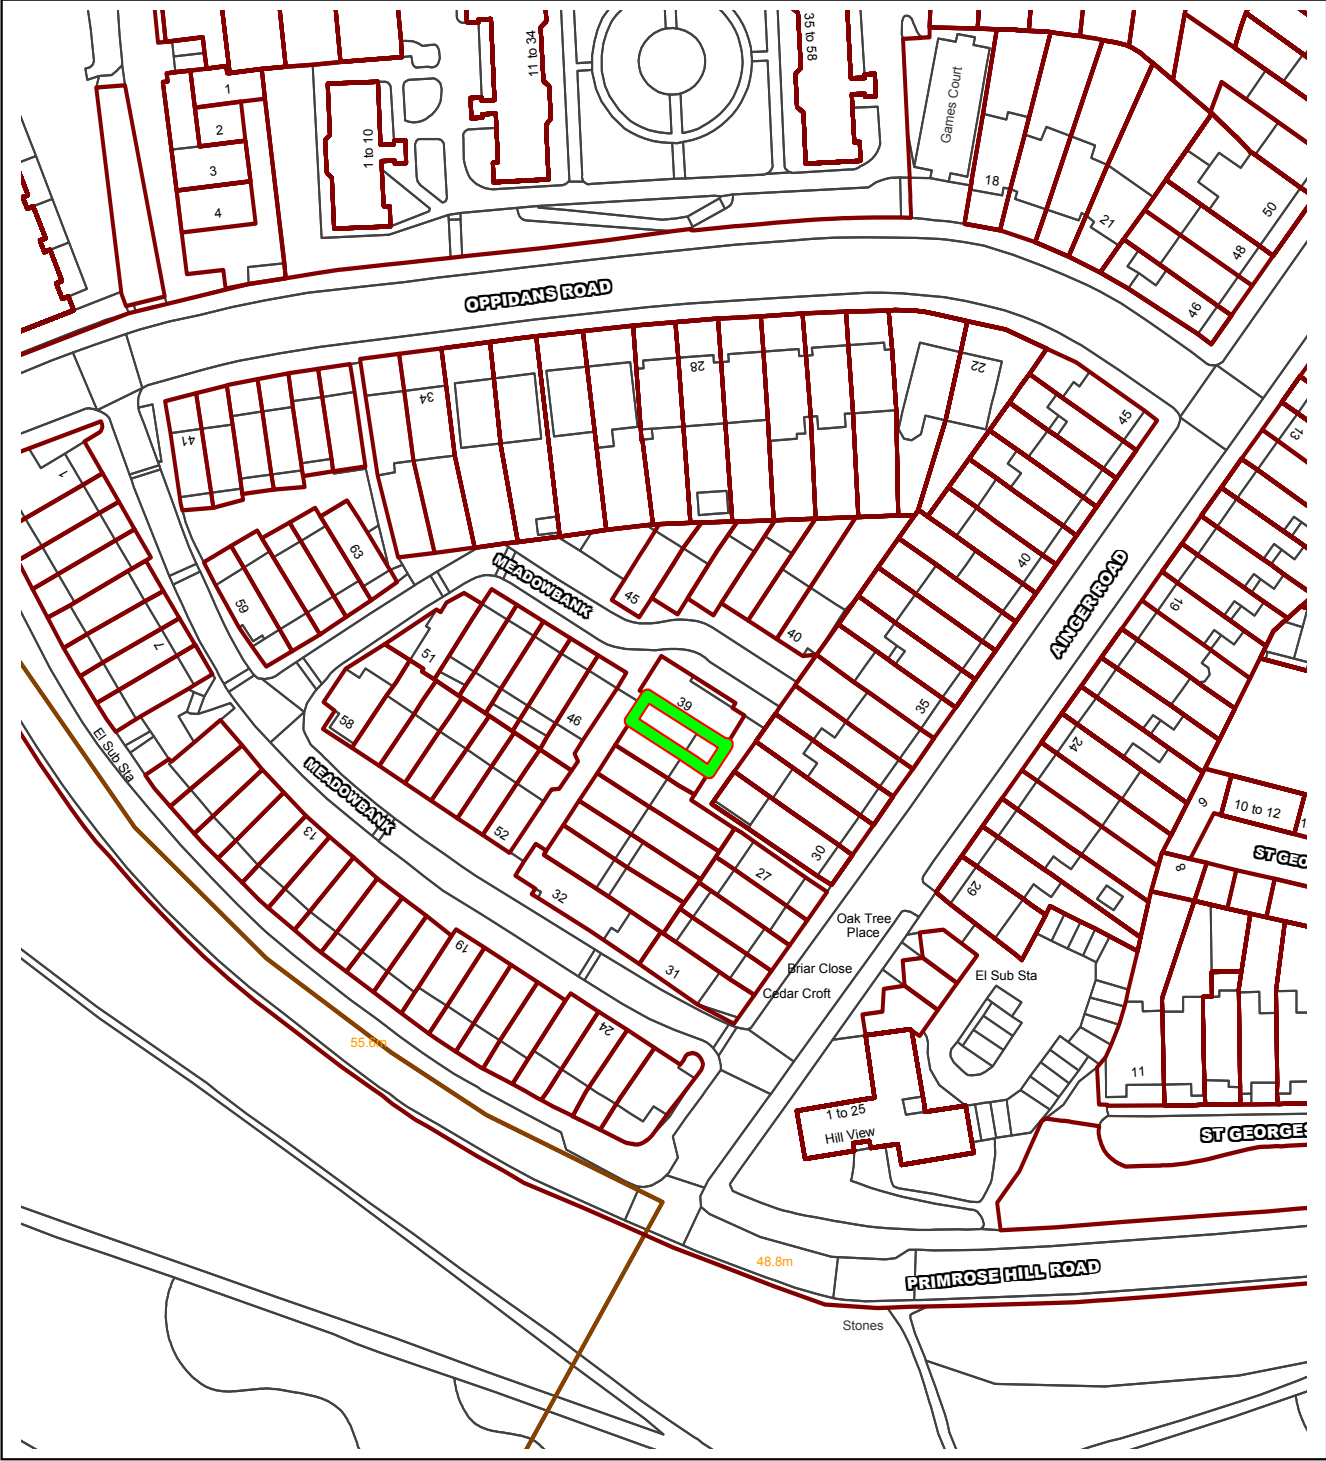 11 to 34
35 to 58
Games Court
1
2
3
4
1 to 10
18
21
50
48
46
OPPIDANS ROAD
28
22
34
41
45
13
1
63
59
MEADOWBANK
45
40
40
AINGER ROAD
19
7
51
58
46
39
35
24
El Sub Sta
MEADOWBANK
13
52
32
27
30
9
10 to 12
ST GEO
8
29
Oak Tree
Place
19
31
Briar Close
Cedar Croft
El Sub Sta
24
55.6m
11
1 to 25
Hill View
ST GEORGES
48.8m
PRIMROSE HILL ROAD
Stones